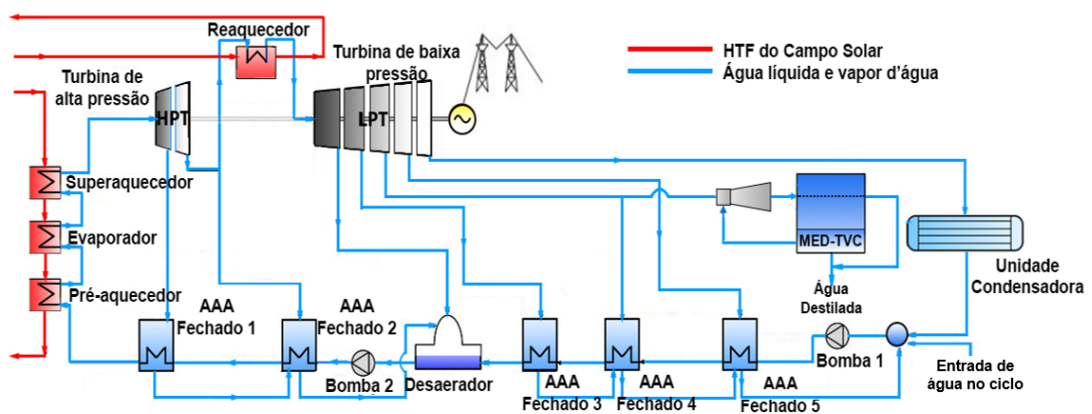 Reaquecedor
Turbina de baixa
pressão
HTF do Campo Solar
Água líquida e vapor d'água
Turbina de
alta pressão
HPT
LPT
Superaquecedor
Evaporador
Pré-aquecedor
MED-TVC
Água
Destilada
Unidade
Condensadora
AAA
Fechado 1
AAA
Fechado 2
Bomba 2
Desaerador
AAA
Fechado 3
AAA
Fechado 4
AAA
Fechado 5
Bomba 1
Entrada de
água no ciclo